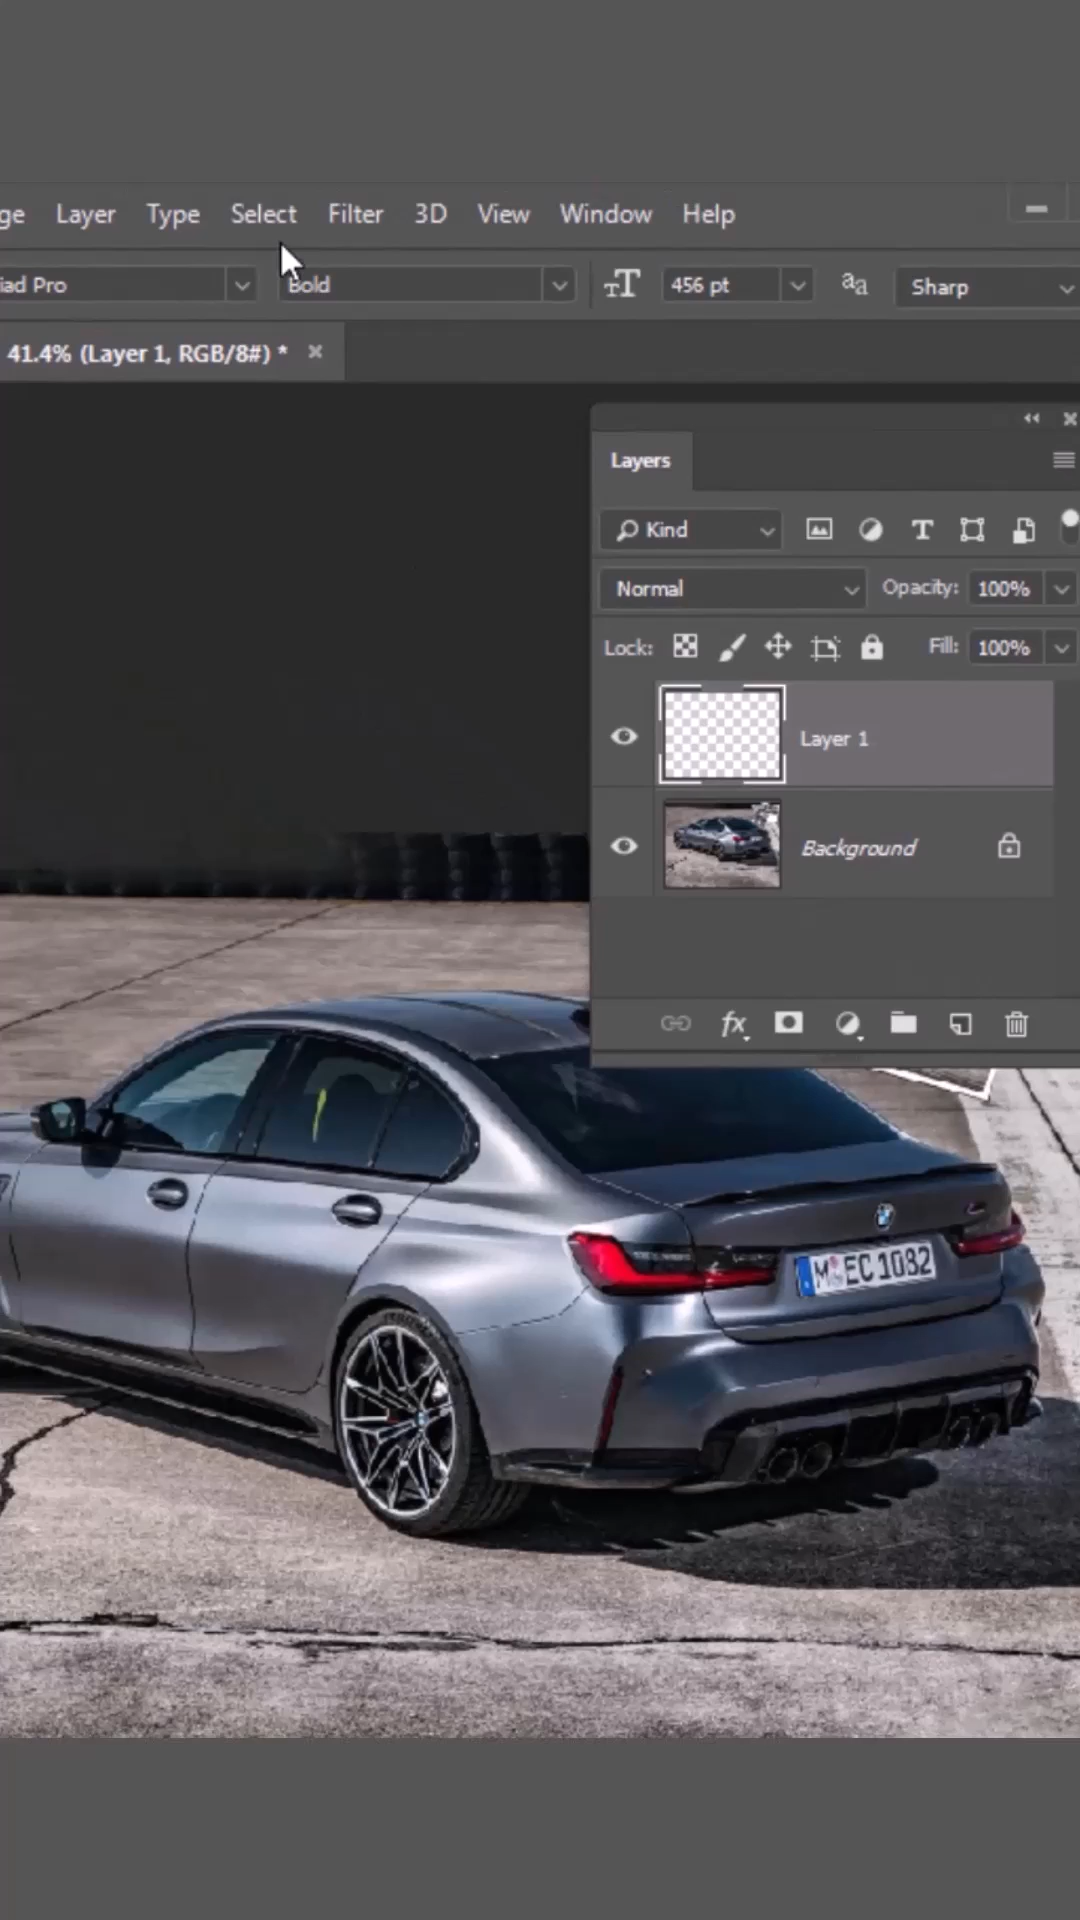 ge Layer Type Select Filter 3D View Window Help
iad Pro Bold 456 pt Sharp
41.4% (Layer 1, RGB/8#) *
Layers
Kind
Normal Opacity: 100%
Lock: Fill: 100%
Layer 1
Background
fx
M EC 1082